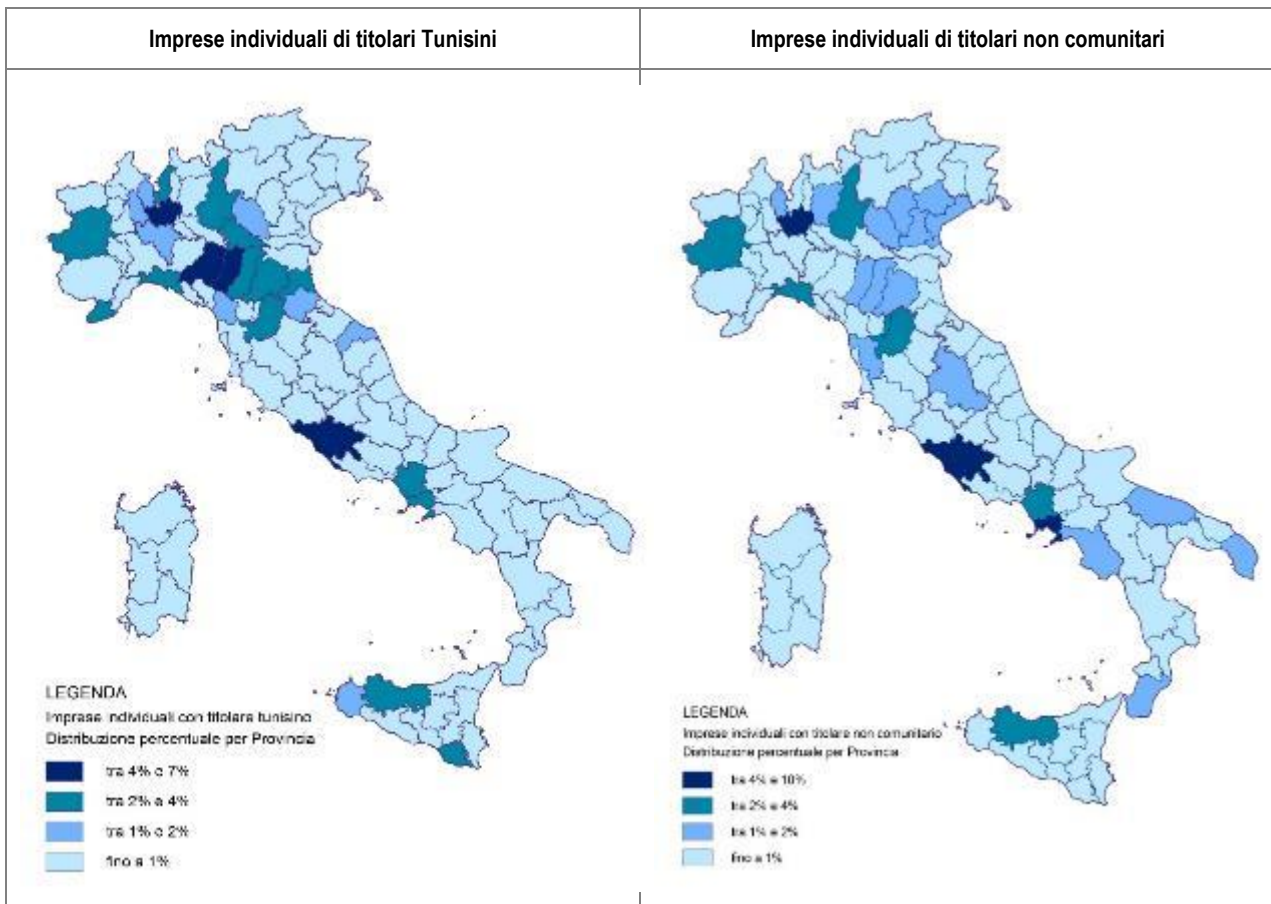 Imprese individuali di titolari Tunisini
Imprese individuali di titolari non comunitari
LEGENDA
Imprese individuali con titolare tunisino
Distribuzione percentuale per Provincia
tra 4% e 7%
tra 2% e 4%
tra 1% e 2%
fino a 1%
LEGENDA
Imprese individuali con titolare non comunitario
Distribuzione percentuale per Provincia
tra 4% e 10%
tra 2% e 4%
tra 1% e 2%
fino a 1%